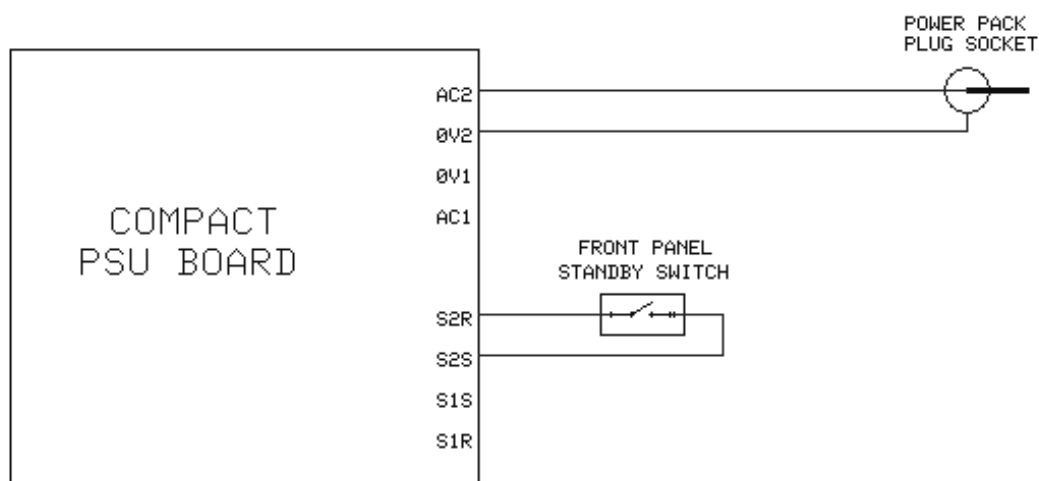 POWER PACK
PLUG SOCKET
AC2
0V2
0V1
AC1
COMPACT
PSU BOARD
FRONT PANEL
STANDBY SWITCH
S2R
S2S
S1S
S1R